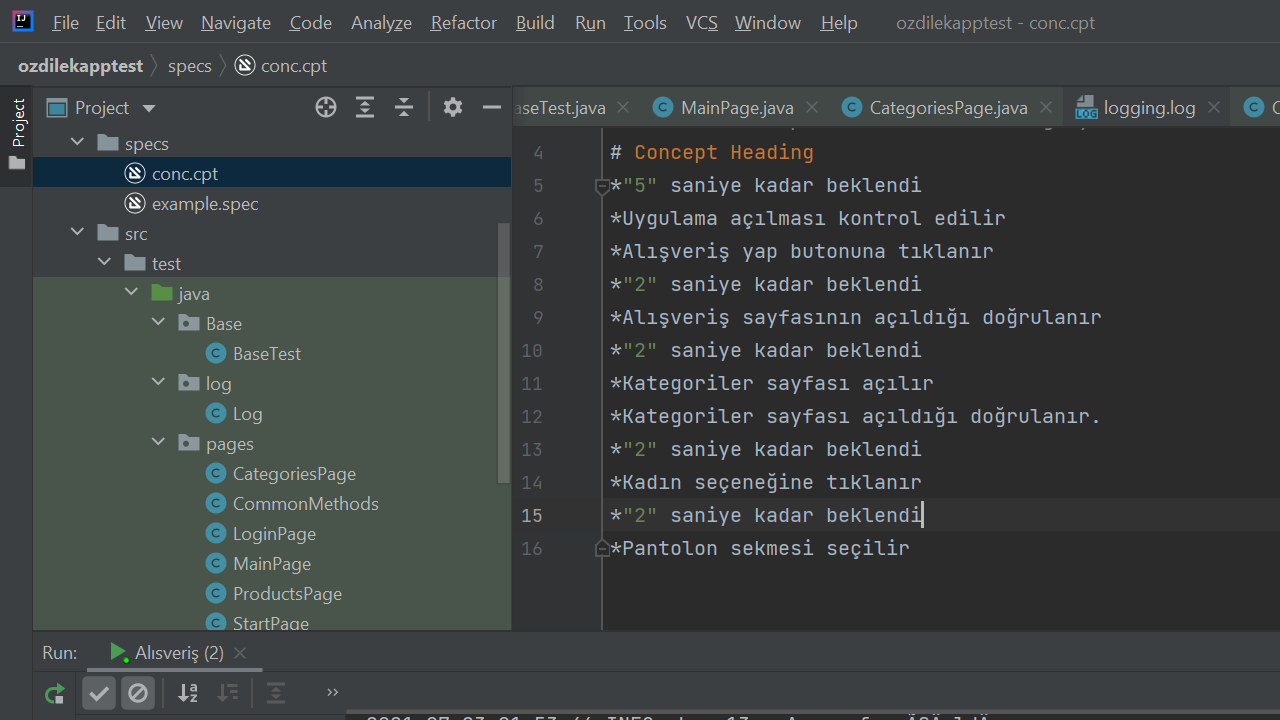 File Edit View Navigate Code Analyze Refactor Build Run Tools VCS Window Help ozdilekapptest - conc.cpt
ozdilekapptest specs conc.cpt
Project
Project
aseTest.java MainPage.java CategoriesPage.java logging.log
specs
conc.cpt
example.spec
src
test
java
Base
BaseTest
log
Log
pages
CategoriesPage
CommonMethods
LoginPage
MainPage
ProductsPage
StartPage
4 # Concept Heading
5 *"5" saniye kadar beklendi
6 *Uygulama açılması kontrol edilir
7 *Alışveriş yap butonuna tıklanır
8 *"2" saniye kadar beklendi
9 *Alışveriş sayfasının açıldığı doğrulanır
10 *"2" saniye kadar beklendi
11 *Kategoriler sayfası açılır
12 *Kategoriler sayfası açıldığı doğrulanır.
13 *"2" saniye kadar beklendi
14 *Kadın seçeneğine tıklanır
15 *"2" saniye kadar beklendi
16 *Pantolon sekmesi seçilir
Run: Alısveriş (2)